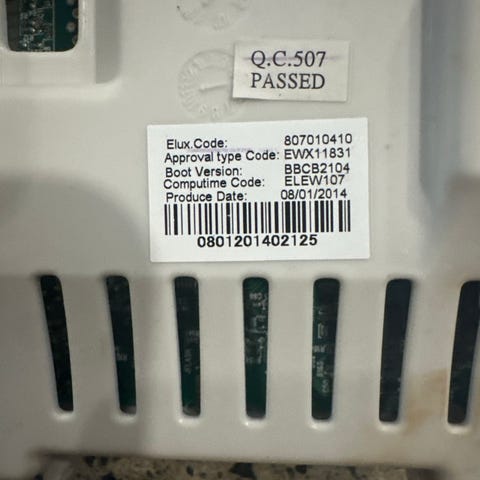 Q.C.507
PASSED
Elux.Code: 807010410
Approval type Code: EWX11831
Boot Version: BBCB2104
Computime Code: ELEW107
Produce Date: 08/01/2014
0801201402125